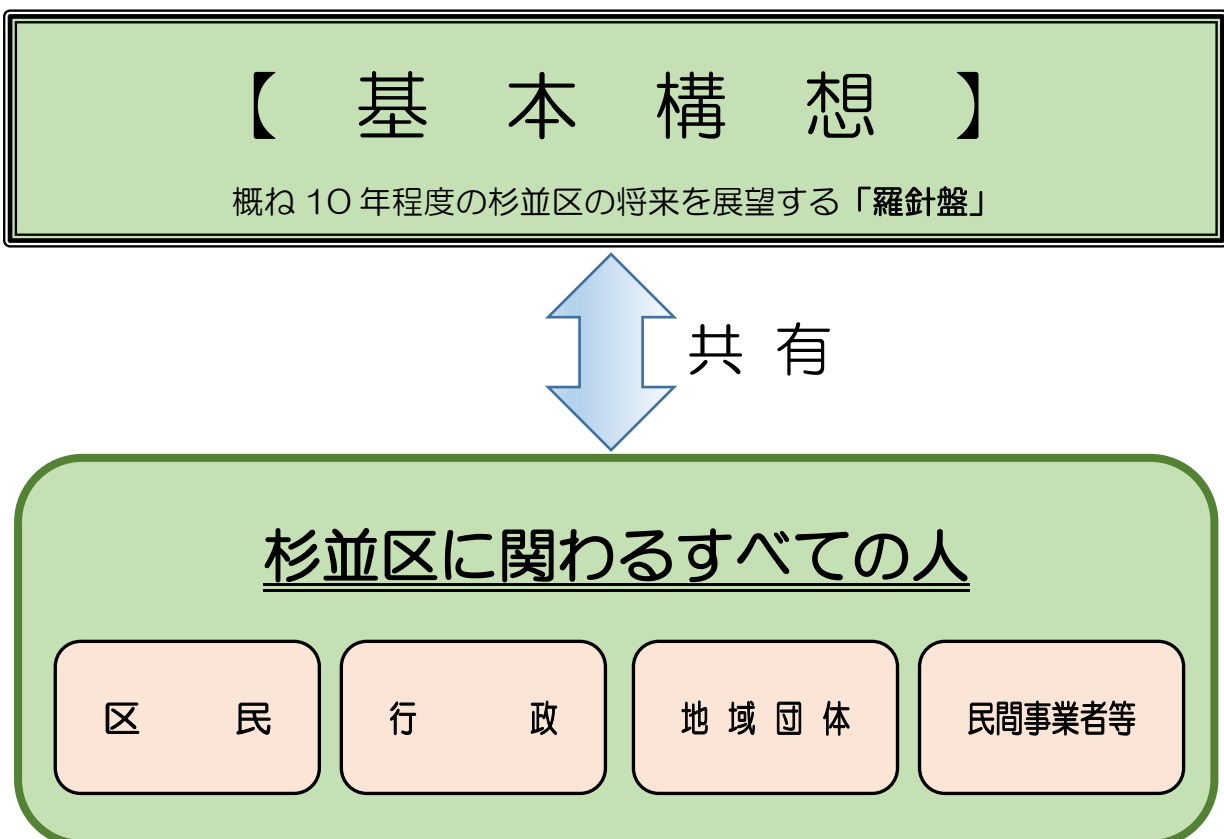 【 基 本 構 想 】
概ね 10 年程度の杉並区の将来を展望する「羅針盤」
共 有
杉並区に関わるすべての人
区 民
行 政
地 域 団 体
民間事業者等